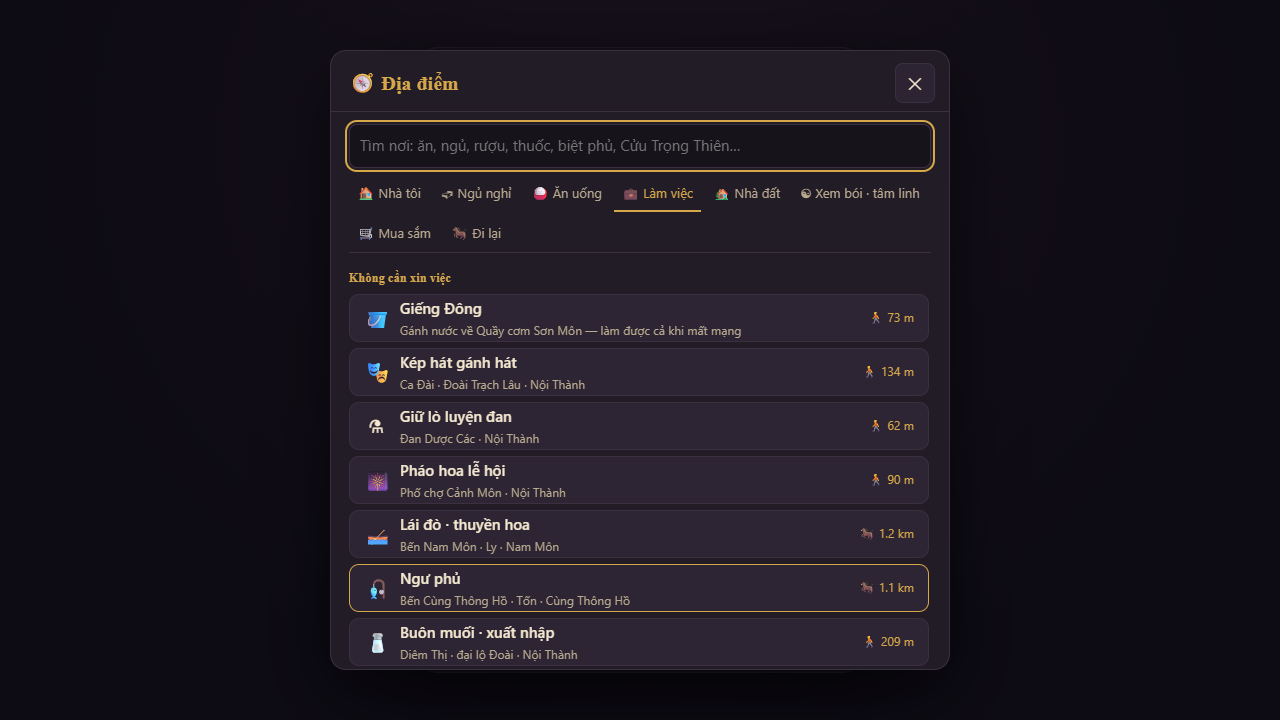 Địa điểm
Tìm nơi: ăn, ngủ, rượu, thuốc, biệt phủ, Cửu Trọng Thiên...
Nhà tôi Ngủ nghỉ Ăn uống Làm việc Nhà đất Xem bói · tâm linh
Mua sắm Đi lại
Không cần xin việc
Giếng Đông
73 m
Gánh nước về Quầy cơm Sơn Môn — làm được cả khi mất mạng
Kép hát gánh hát
134 m
Ca Đài · Đoài Trạch Lâu · Nội Thành
Giữ lò luyện đan
62 m
Đan Dược Các · Nội Thành
Pháo hoa lễ hội
90 m
Phố chợ Cảnh Môn · Nội Thành
Lái đò · thuyền hoa
1.2 km
Bến Nam Môn · Ly · Nam Môn
Ngư phủ
1.1 km
Bến Cùng Thông Hồ · Tốn · Cùng Thông Hồ
Buôn muối · xuất nhập
209 m
Diêm Thị · đại lộ Đoài · Nội Thành